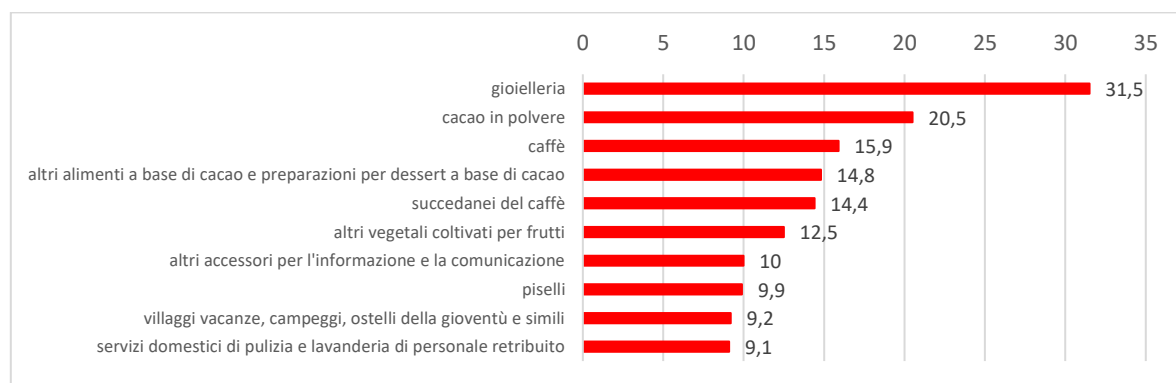 0 5 10 15 20 25 30 35
gioielleria 31,5
cacao in polvere 20,5
caffè 15,9
altri alimenti a base di cacao e preparazioni per dessert a base di cacao 14,8
succedanei del caffè 14,4
altri vegetali coltivati per frutti 12,5
altri accessori per l'informazione e la comunicazione 10
piselli 9,9
villaggi vacanze, campeggi, ostelli della gioventù e simili 9,2
servizi domestici di pulizia e lavanderia di personale retribuito 9,1